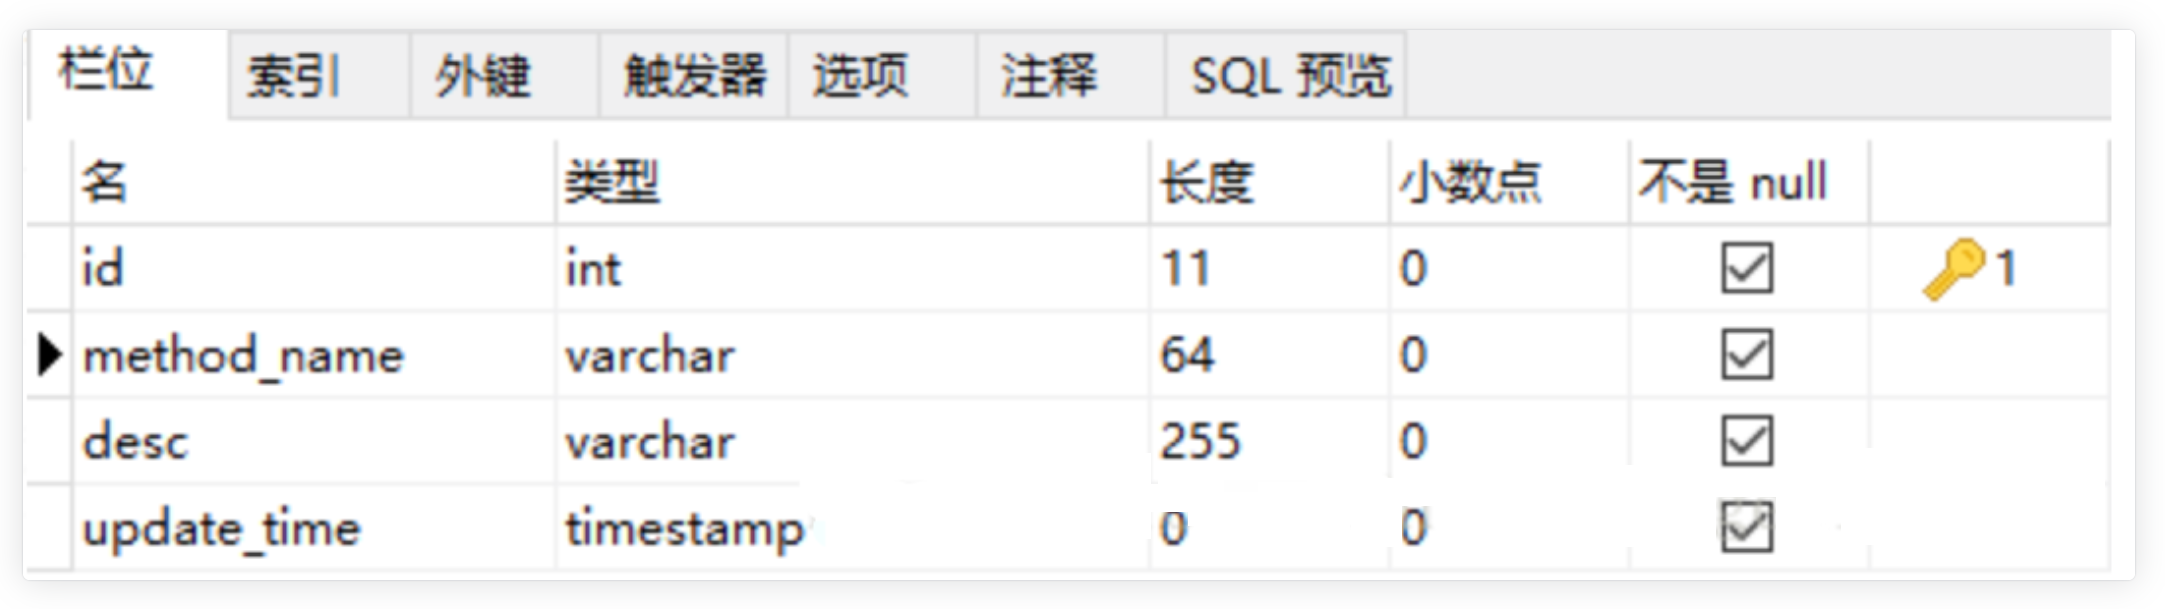 栏位 索引 外键 触发器 选项 注释 SQL 预览
名 类型 长度 小数点 不是 null
id int 11 0 1
method_name varchar 64 0
desc varchar 255 0
update_time timestamp 0 0